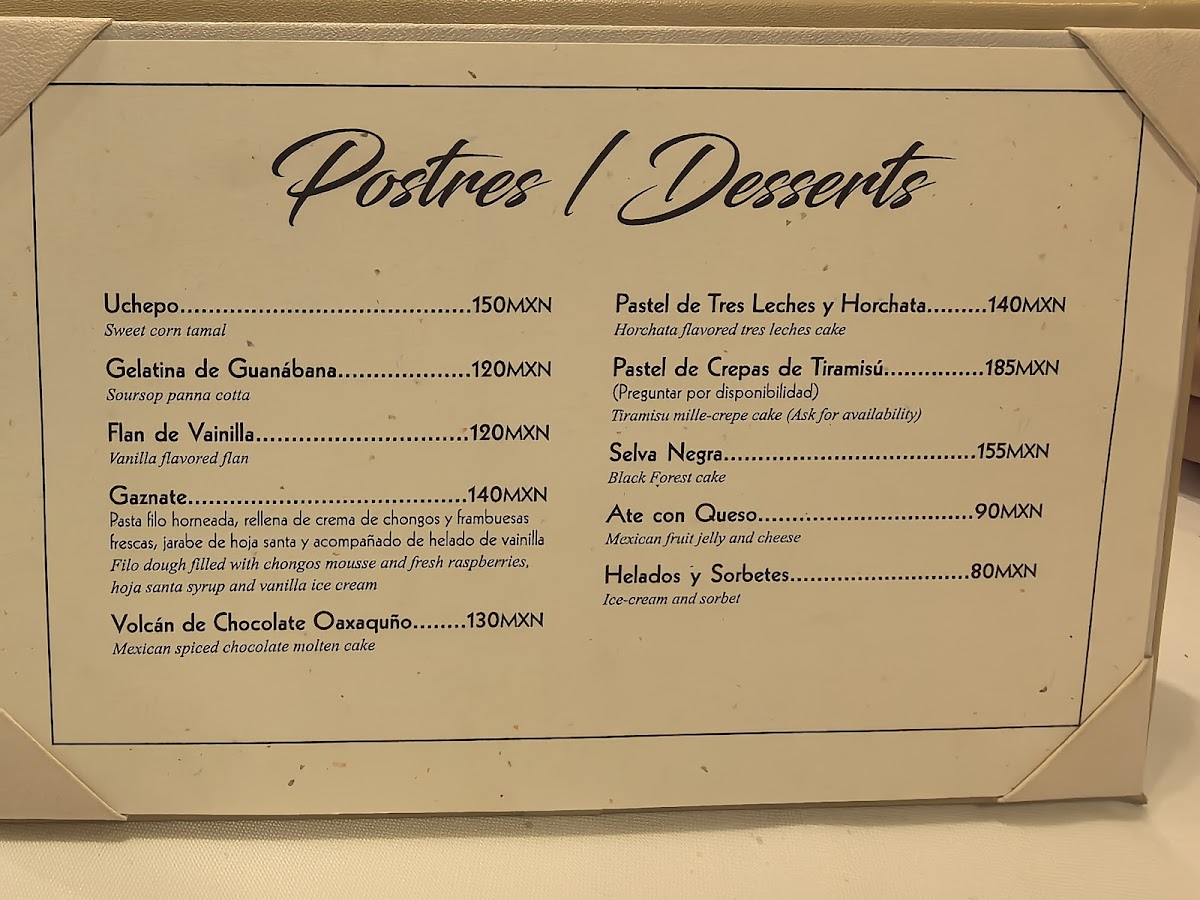 Postres / Desserts
Uchepo................................................150MXN
Sweet corn tamal
Gelatina de Guanábana......................120MXN
Soursop panna cotta
Flan de Vainilla...................................120MXN
Vanilla flavored flan
Gaznate..............................................140MXN
Pasta filo horneada, rellena de crema de chongos y frambuesas
frescas, jarabe de hoja santa y acompañado de helado de vainilla
Filo dough filled with chongos mousse and fresh raspberries,
hoja santa syrup and vanilla ice cream
Volcán de Chocolate Oaxaquño........130MXN
Mexican spiced chocolate molten cake
Pastel de Tres Leches y Horchata.........140MXN
Horchata flavored tres leches cake
Pastel de Crepas de Tiramisú...............185MXN
(Preguntar por disponibilidad)
Tiramisu mille-crepe cake (Ask for availability)
Selva Negra..........................................155MXN
Black Forest cake
Ate con Queso....................................90MXN
Mexican fruit jelly and cheese
Helados y Sorbetes..............................80MXN
Ice-cream and sorbet